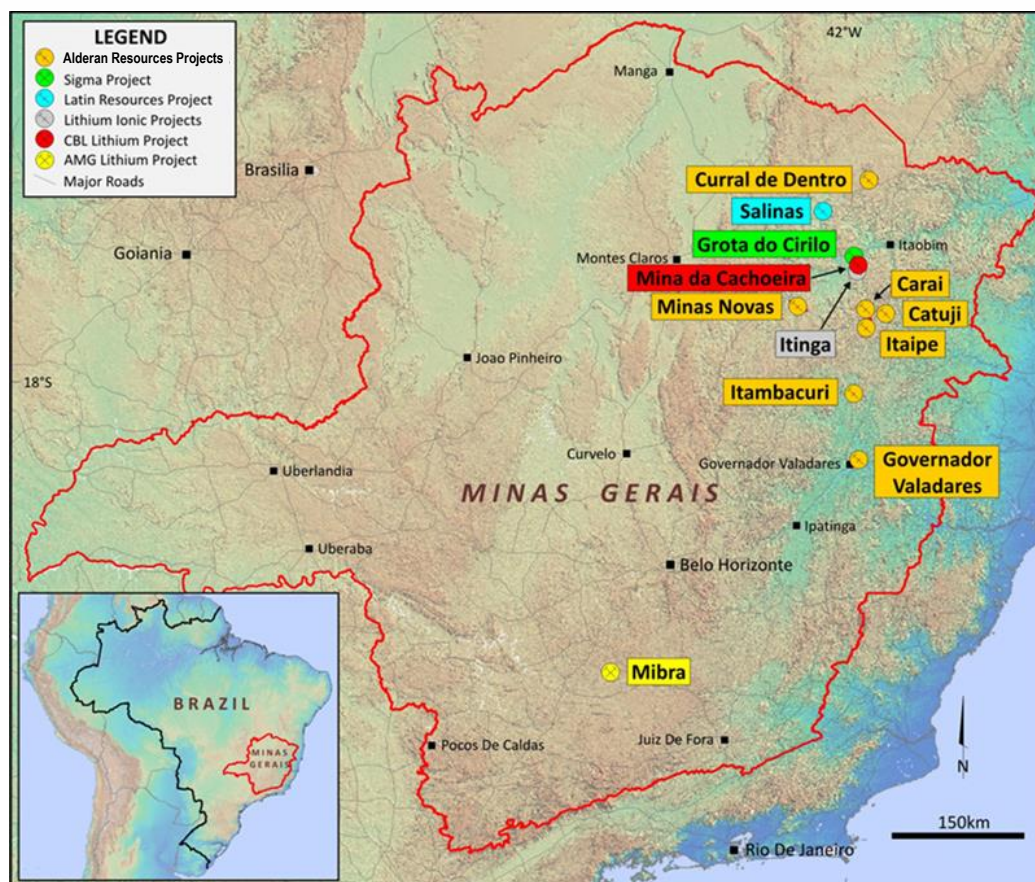 LEGEND
Alderan Resources Projects
Sigma Project
Latin Resources Project
Lithium Ionic Projects
CBL Lithium Project
AMG Lithium Project
Major Roads
42°W
Manga
Brasilia
Curral de Dentro
Salinas
Goiania
Grota do Cirilo
Itaobim
Montes Claros
Mina da Cachoeira
Carai
Minas Novas
Catuji
Itinga
Itaipe
Joao Pinheiro
18°S
Itambacuri
Curvelo
Governador Valadares
Governador
Valadares
Uberlandia
MINAS GERAIS
Ipatinga
Uberaba
Belo Horizonte
Mibra
BRAZIL
MINAS
GERAIS
Pocos De Caldas
Juiz De Fora
N
150km
Rio De Janeiro